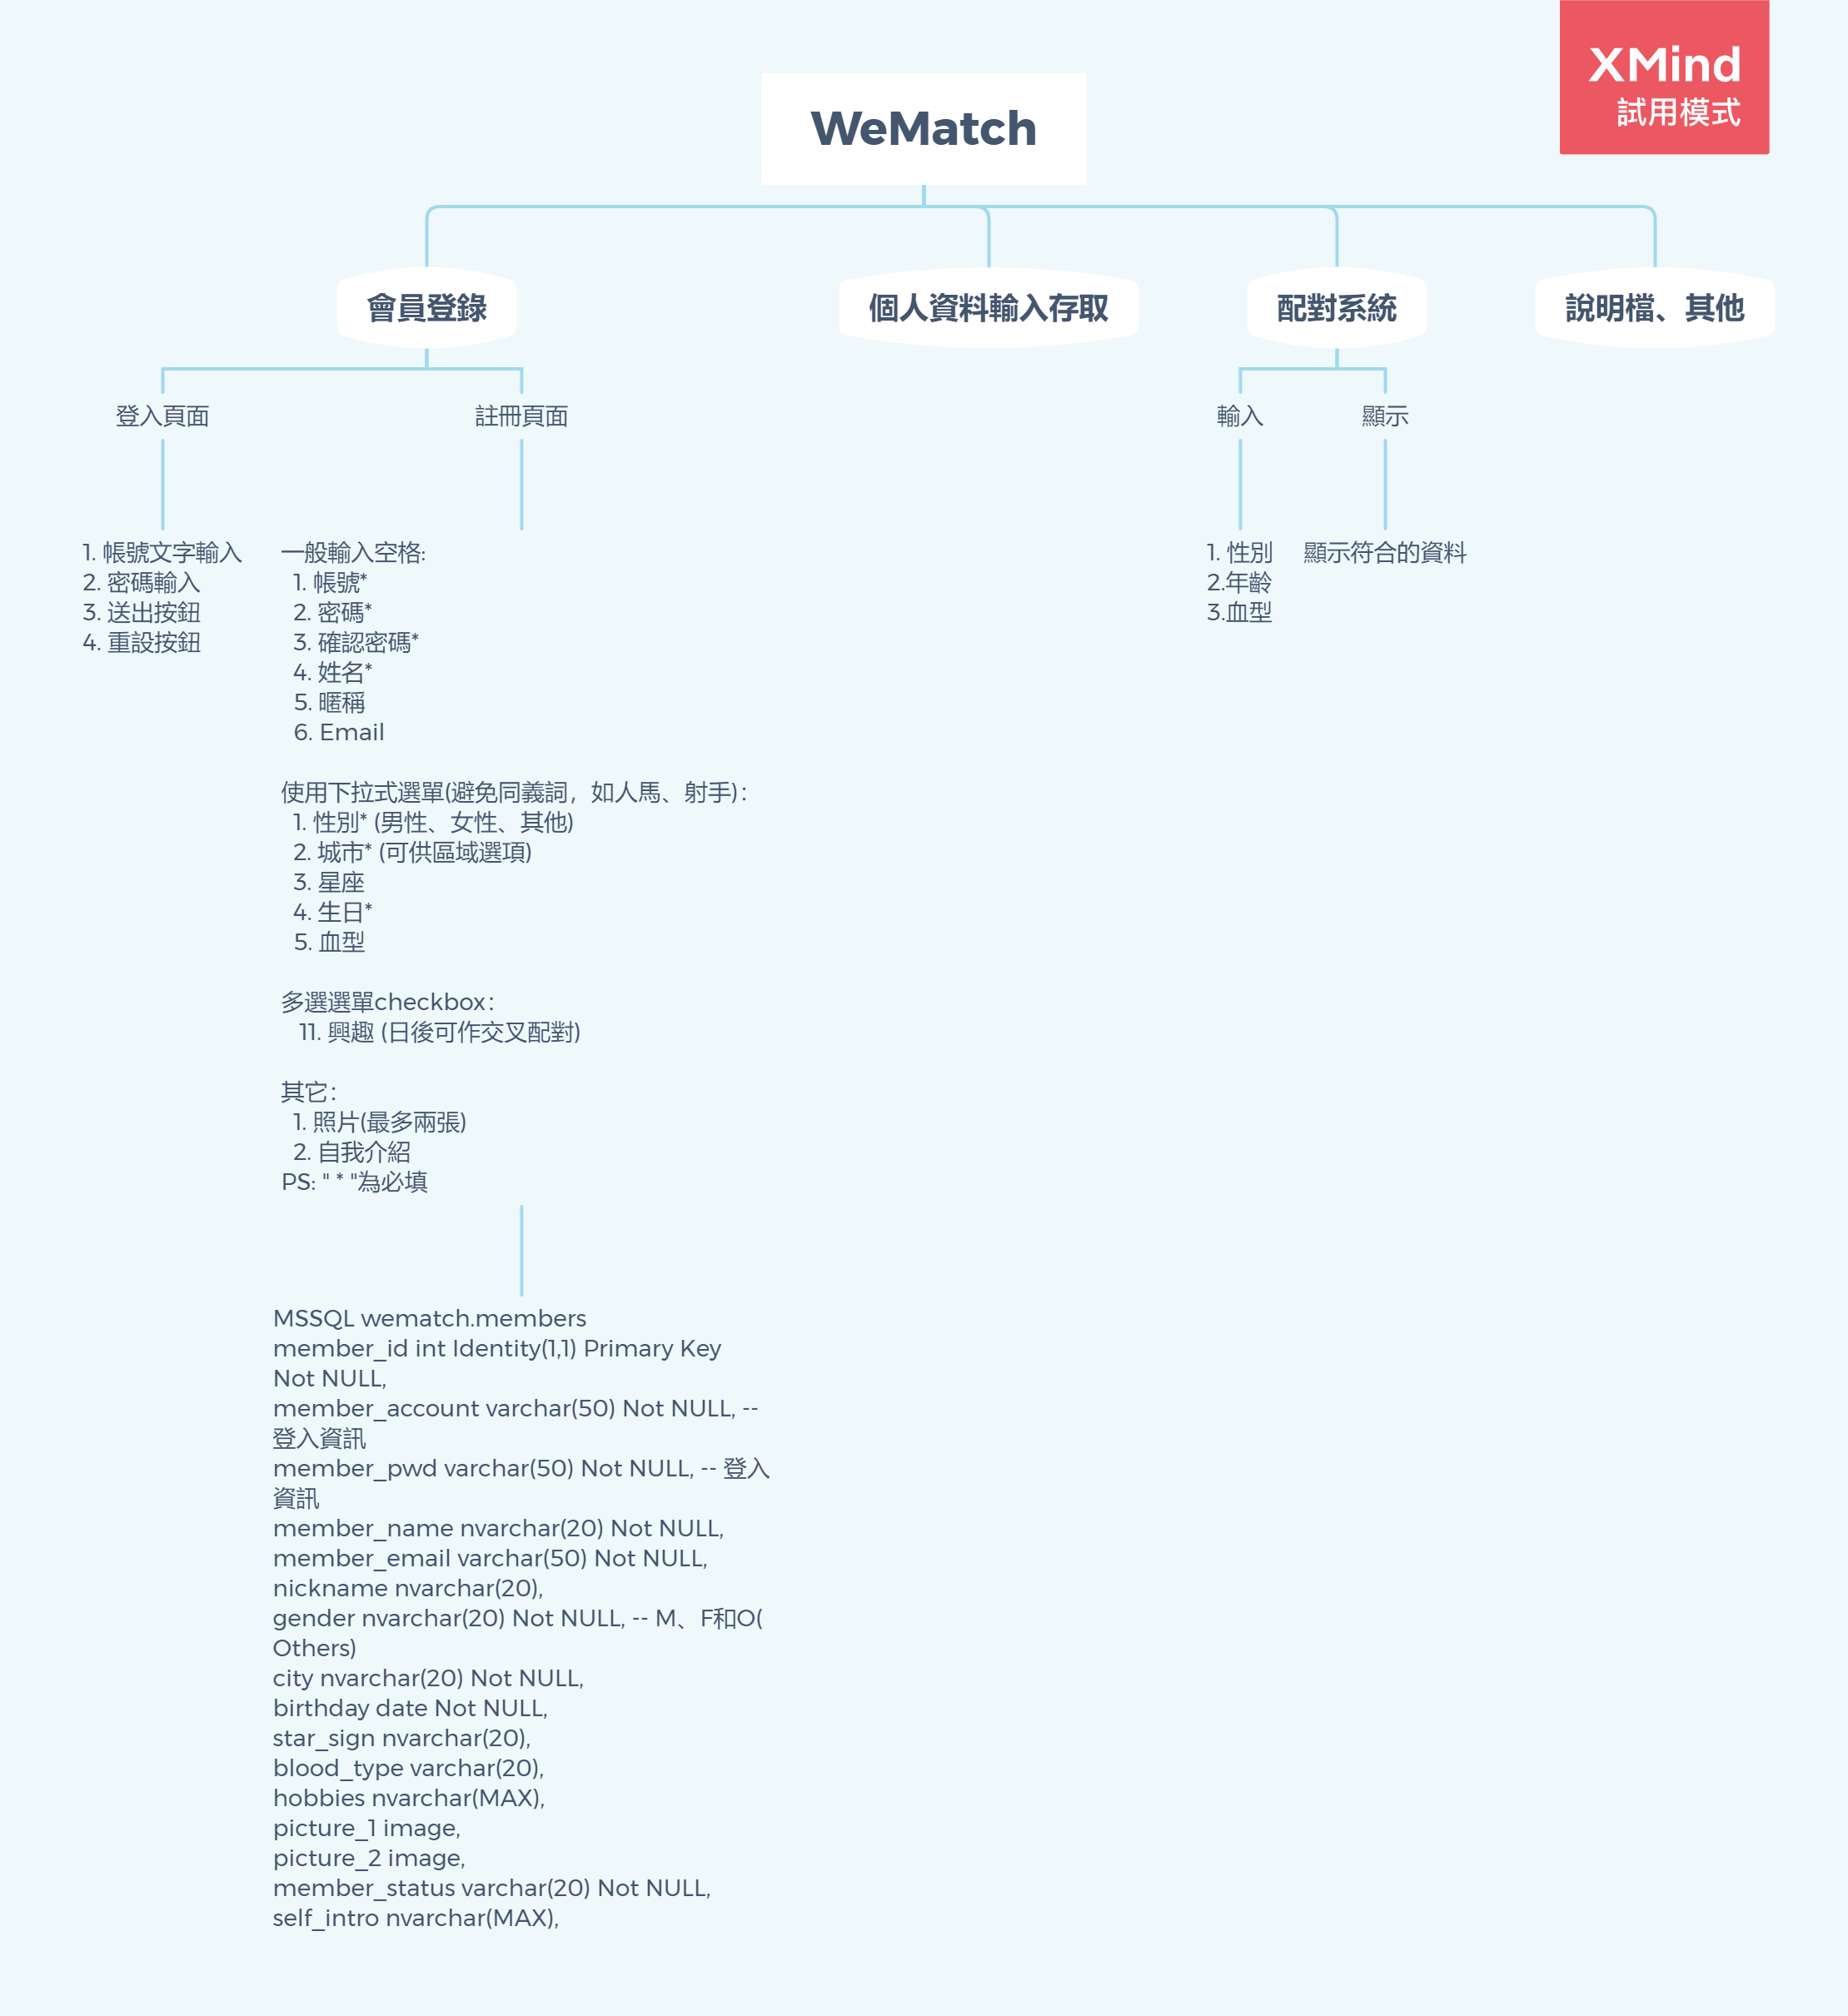 XMind
試用模式
WeMatch
會員登錄
個人資料輸入存取
配對系統
說明檔、其他
登入頁面
註冊頁面
輸入
顯示
1. 帳號文字輸入
2. 密碼輸入
3. 送出按鈕
4. 重設按鈕
一般輸入空格:
1. 帳號*
2. 密碼*
3. 確認密碼*
4. 姓名*
5. 暱稱
6. Email
使用下拉式選單(避免同義詞，如人馬、射手)：
1. 性別* (男性、女性、其他)
2. 城市* (可供區域選項)
3. 星座
4. 生日*
5. 血型
多選選單checkbox：
11. 興趣 (日後可作交叉配對)
其它：
1. 照片(最多兩張)
2. 自我介紹
PS: " * "為必填
1. 性別
2.年齡
3.血型
顯示符合的資料
MSSQL wematch.members
member_id int Identity(1,1) Primary Key
Not NULL,
member_account varchar(50) Not NULL, --
登入資訊
member_pwd varchar(50) Not NULL, -- 登入
資訊
member_name nvarchar(20) Not NULL,
member_email varchar(50) Not NULL,
nickname nvarchar(20),
gender nvarchar(20) Not NULL, -- M、F和O(
Others)
city nvarchar(20) Not NULL,
birthday date Not NULL,
star_sign nvarchar(20),
blood_type varchar(20),
hobbies nvarchar(MAX),
picture_1 image,
picture_2 image,
member_status varchar(20) Not NULL,
self_intro nvarchar(MAX),